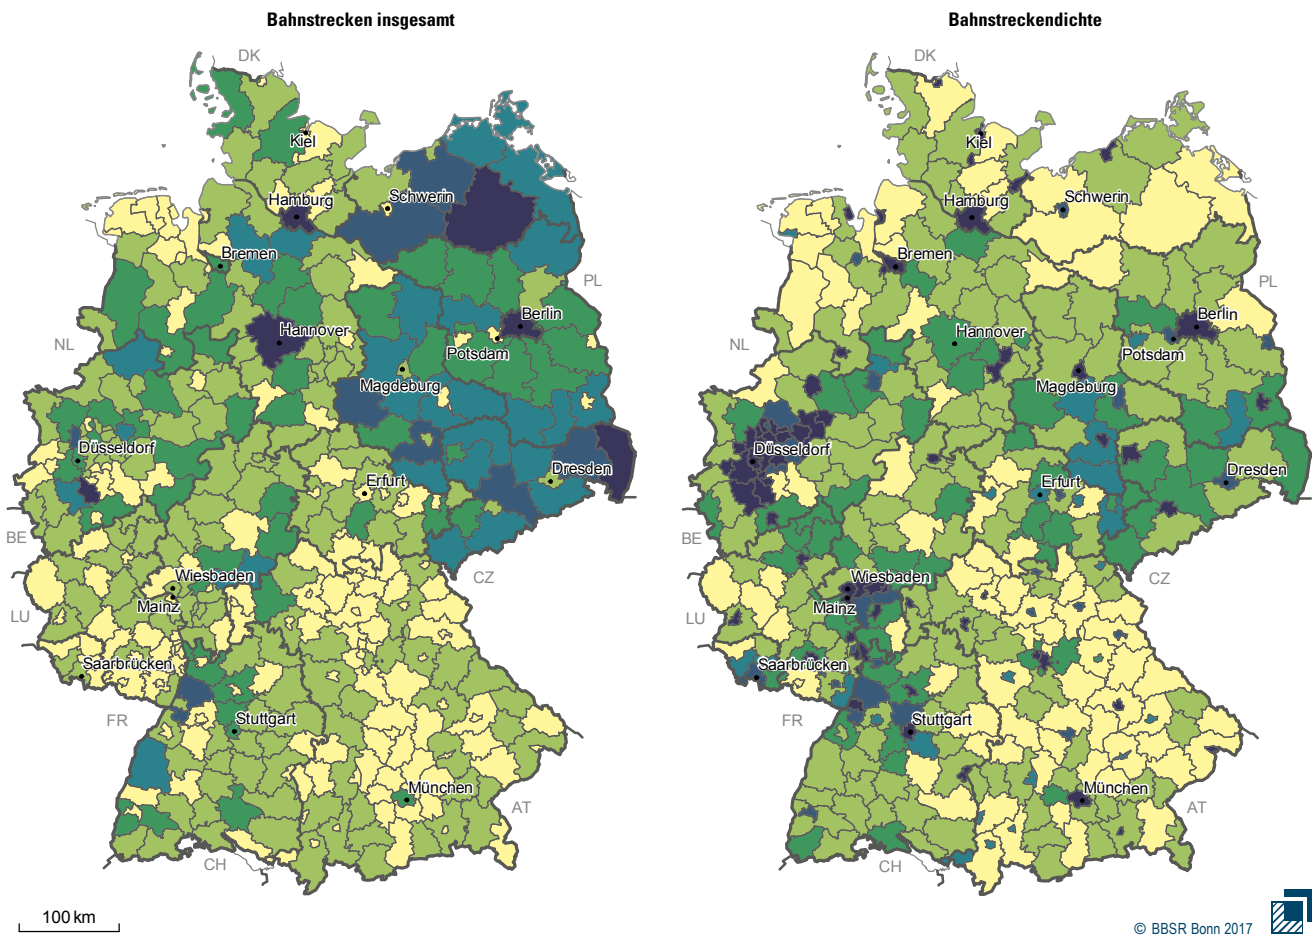 Bahnstrecken insgesamt
DK
Kiel
Hamburg
Schwerin
Bremen
PL
Berlin
Hannover
NL
Potsdam
Magdeburg
Düsseldorf
Dresden
Erfurt
BE
Wiesbaden
CZ
Mainz
LU
Saarbrücken
FR
Stuttgart
München
AT
CH
100 km
Bahnstreckendichte
DK
Kiel
Hamburg
Schwerin
Bremen
PL
Berlin
Hannover
NL
Potsdam
Magdeburg
Düsseldorf
Dresden
Erfurt
BE
Wiesbaden
CZ
Mainz
LU
Saarbrücken
FR
Stuttgart
München
AT
CH
© BBSR Bonn 2017